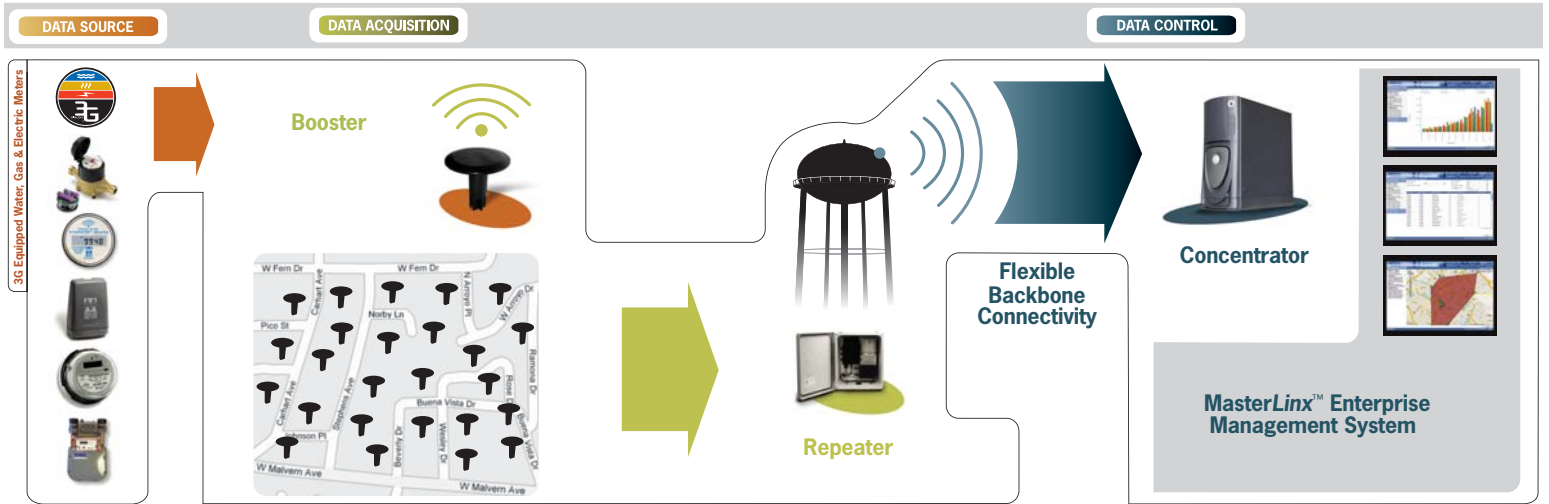 DATA SOURCE
DATA ACQUISITION
DATA CONTROL
3G Equipped Water, Gas & Electric Meters
3G
Booster
W Fern Dr
W Fern Dr
Carhart Ave
N Arroyo Pl
W Arroyo Dr
Pico St
Norby Ln
Ramona Dr
Rose Dr
Carhart Ave
Stephens Ave
Buena Vista Dr
Buena Vista Dr
Johnson Pl
Beverly Dr
Wesley Dr
W Malvern Ave
W Malvern Ave
Repeater
Flexible
Backbone
Connectivity
Concentrator
MasterLinx™ Enterprise
Management System